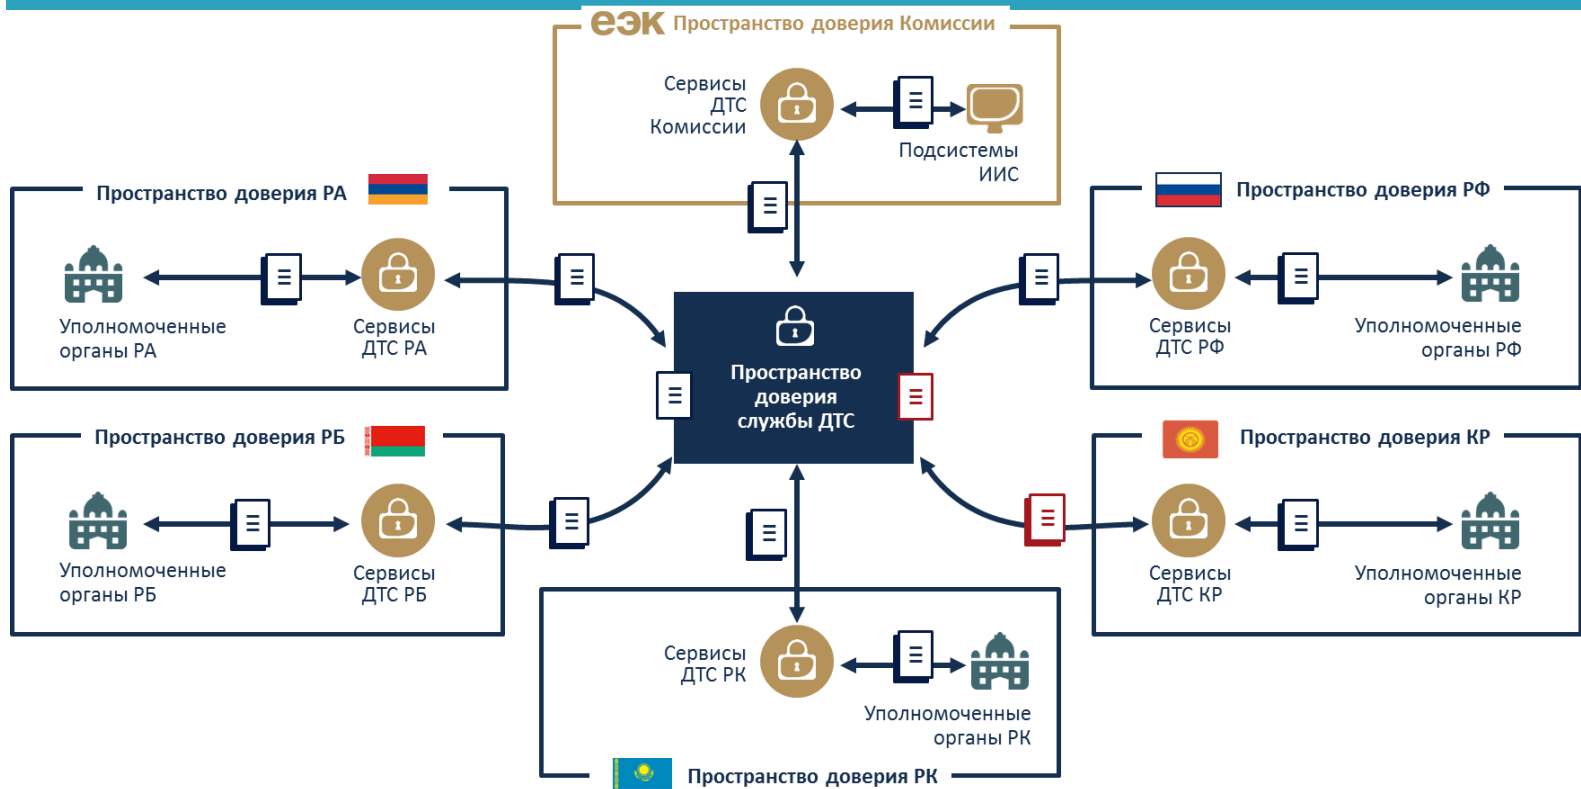 еэк Пространство доверия Комиссии
Сервисы
ДТС
Комиссии
Подсистемы
ИИС
Пространство доверия РА
Уполномоченные
органы РА
Сервисы
ДТС РА
Пространство доверия РФ
Сервисы
ДТС РФ
Уполномоченные
органы РФ
Пространство
доверия
службы ДТС
Пространство доверия РБ
Уполномоченные
органы РБ
Сервисы
ДТС РБ
Пространство доверия КР
Сервисы
ДТС КР
Уполномоченные
органы КР
Сервисы
ДТС РК
Уполномоченные
органы РК
Пространство доверия РК